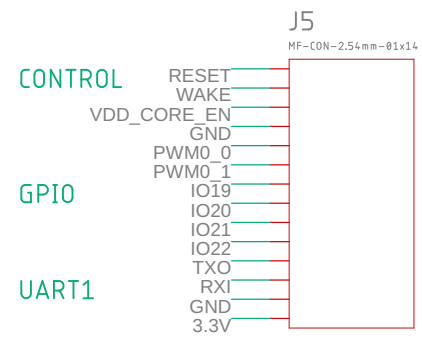 J5
MF-CON-2.54mm-01x14
CONTROL
RESET
WAKE
VDD_CORE_EN
GND
PWM0_0
PWM0_1
GPIO
IO19
IO20
IO21
IO22
TXO
UART1
RXI
GND
3.3V